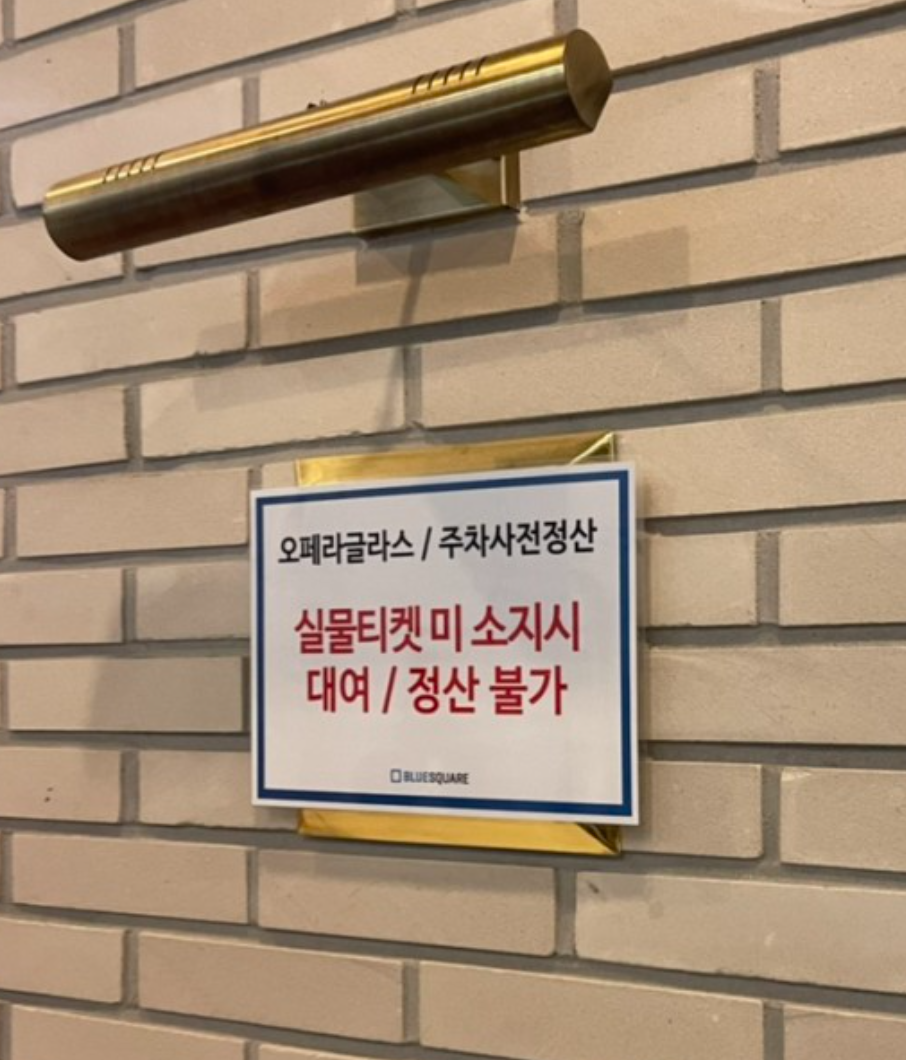 오페라글라스 / 주차사전정산
실물티켓 미 소지시
대여 / 정산 불가
BLUESQUARE